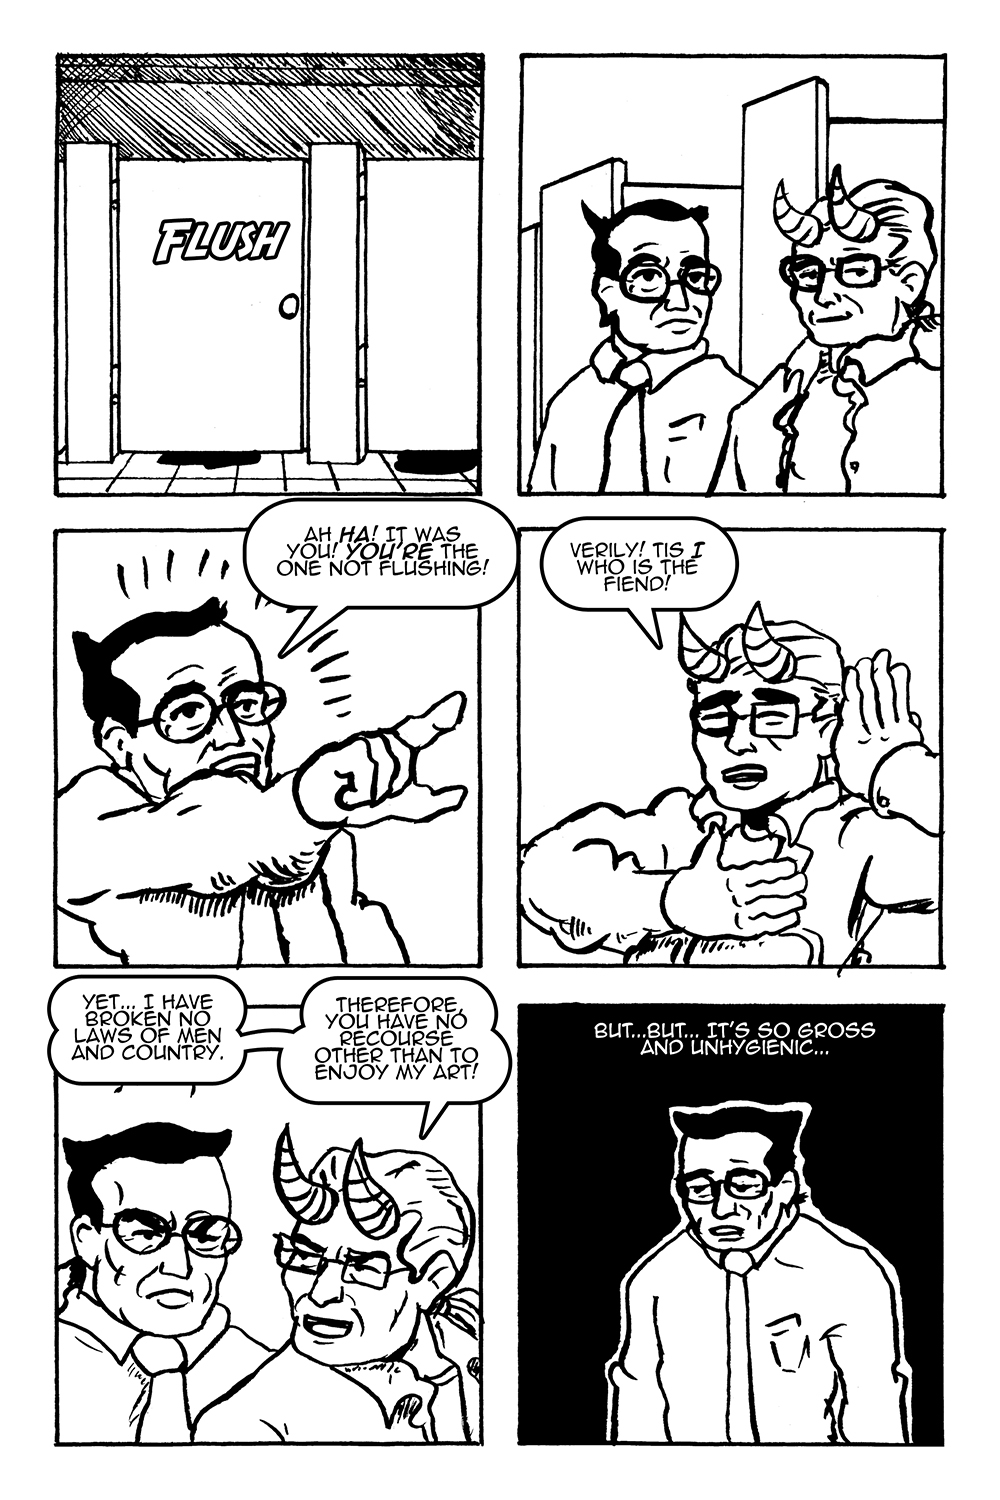 FLUSH
AH HA! IT WAS
YOU! YOU'RE THE
ONE NOT FLUSHING!
VERILY! TIS I
WHO IS THE
FIEND!
YET... I HAVE
BROKEN NO
LAWS OF MEN
AND COUNTRY.
THEREFORE,
YOU HAVE NO
RECOURSE
OTHER THAN TO
ENJOY MY ART!
BUT...BUT... IT'S SO GROSS
AND UNHYGIENIC...